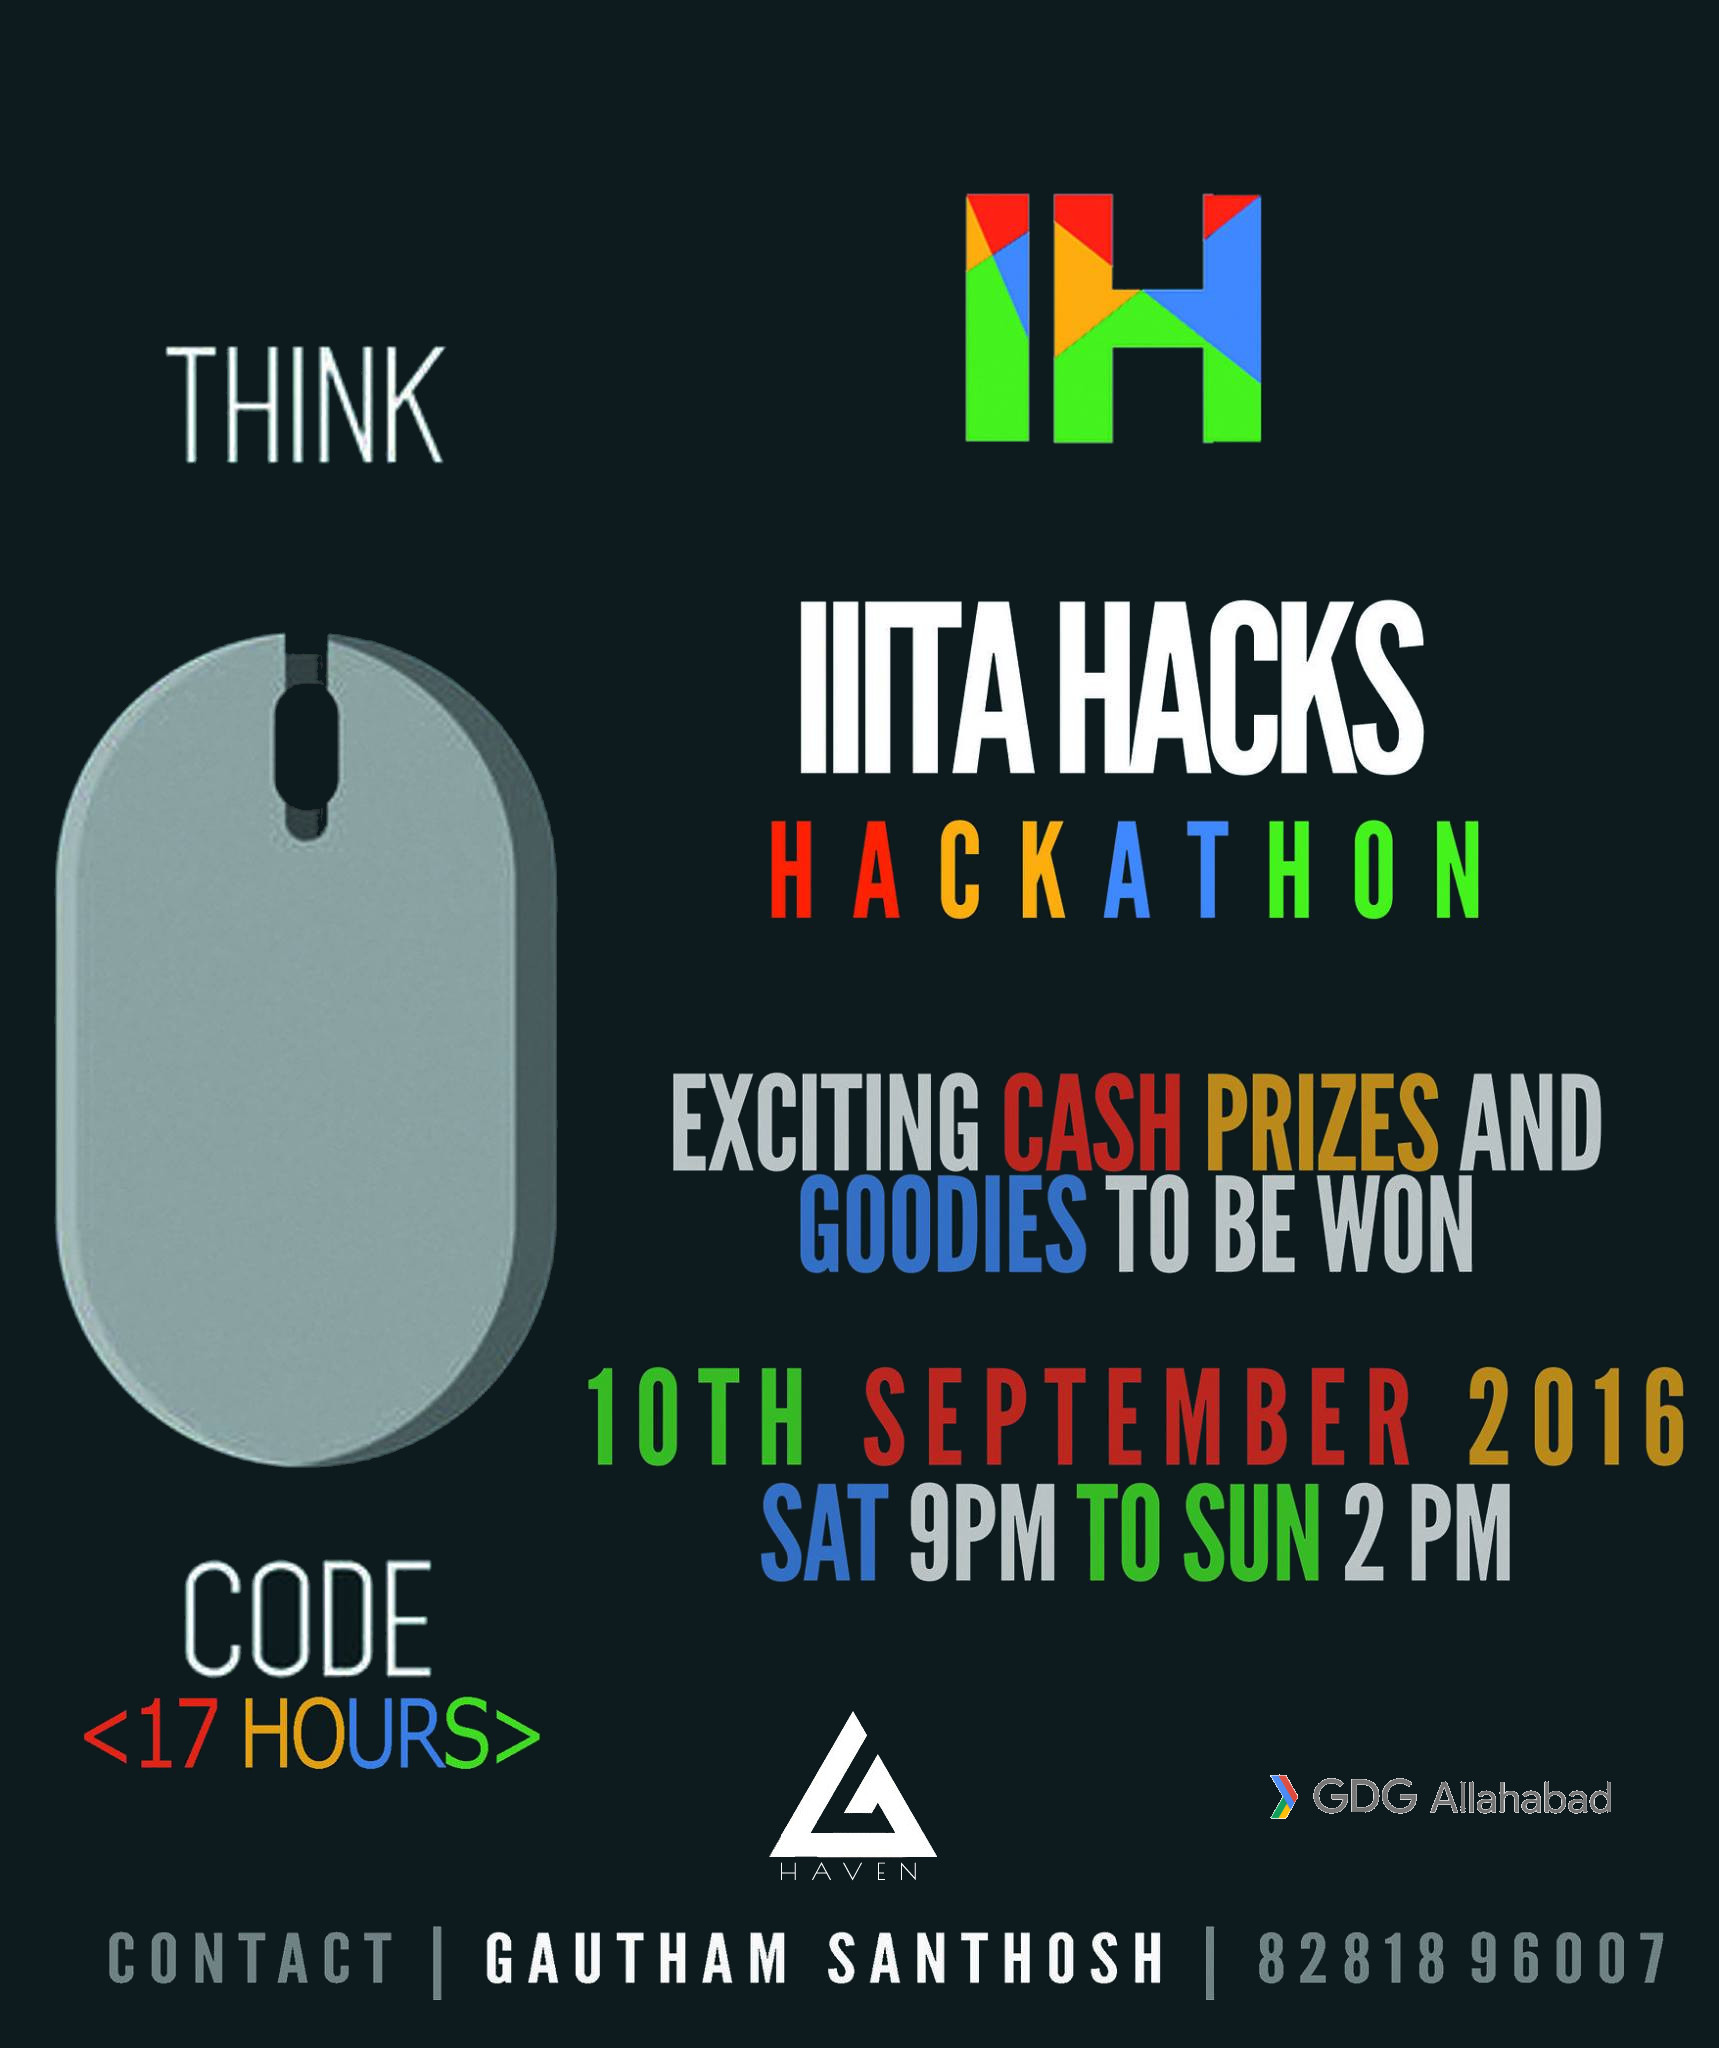 THINK
IH
IIITA HACKS
HACKATHON
EXCITING CASH PRIZES AND
GOODIES TO BE WON
10TH SEPTEMBER 2016
SAT 9PM TO SUN 2 PM
CODE
<17 HOURS>
HAVEN
GDG Allahabad
CONTACT | GAUTHAM SANTHOSH | 82818 96007